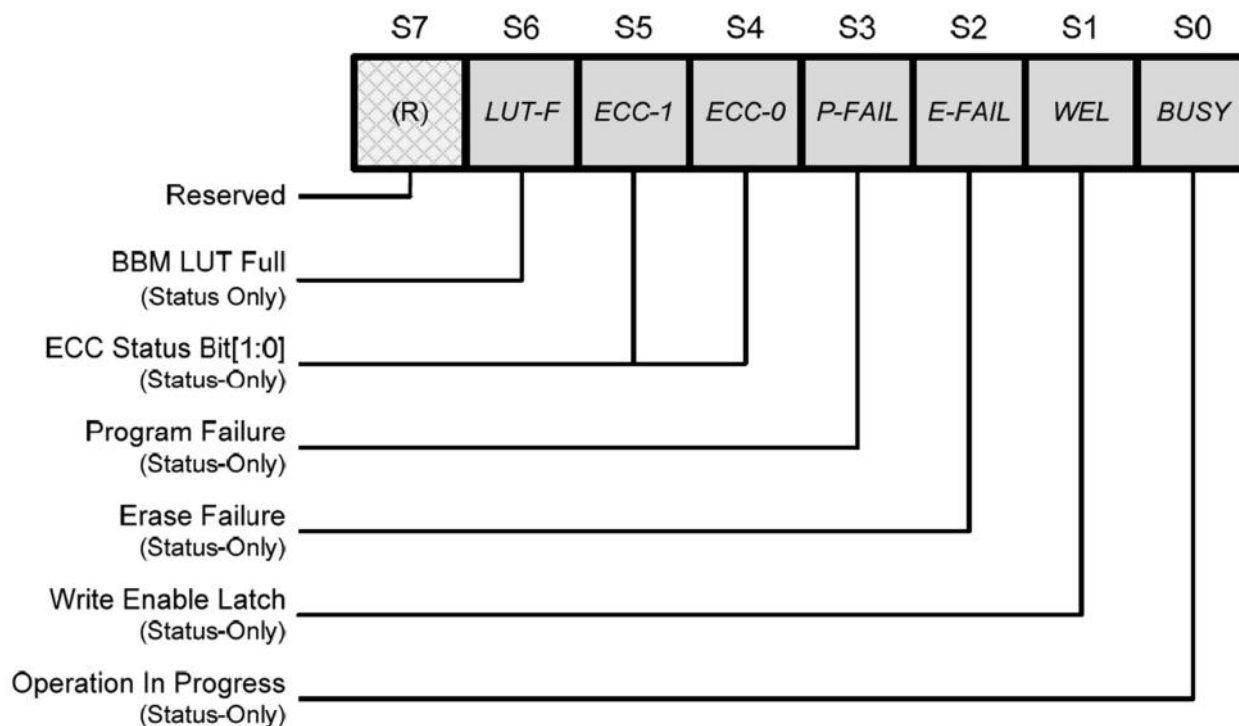 S7 S6 S5 S4 S3 S2 S1 S0
(R) LUT-F ECC-1 ECC-0 P-FAIL E-FAIL WEL BUSY
Reserved
BBM LUT Full
(Status Only)
ECC Status Bit[1:0]
(Status-Only)
Program Failure
(Status-Only)
Erase Failure
(Status-Only)
Write Enable Latch
(Status-Only)
Operation In Progress
(Status-Only)